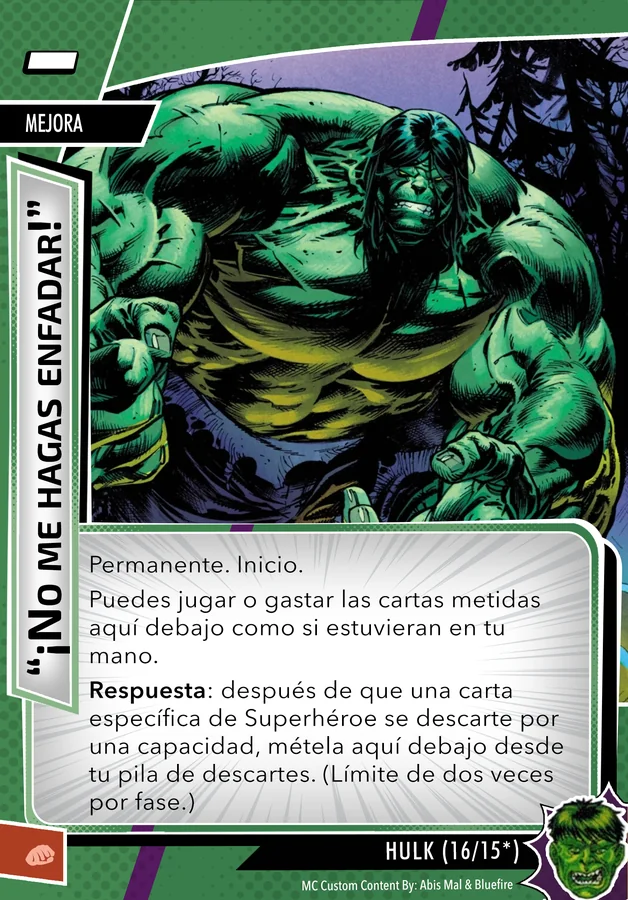 MEJORA
“¡NO ME HAGAS ENFADAR!”
Permanente. Inicio.
Puedes jugar o gastar las cartas metidas
aquí debajo como si estuvieran en tu
mano.
Respuesta: después de que una carta
específica de Superhéroe se descarte por
una capacidad, métela aquí debajo desde
tu pila de descartes. (Límite de dos veces
por fase.)
HULK (16/15*)
MC Custom Content By: Abis Mal & Bluefire